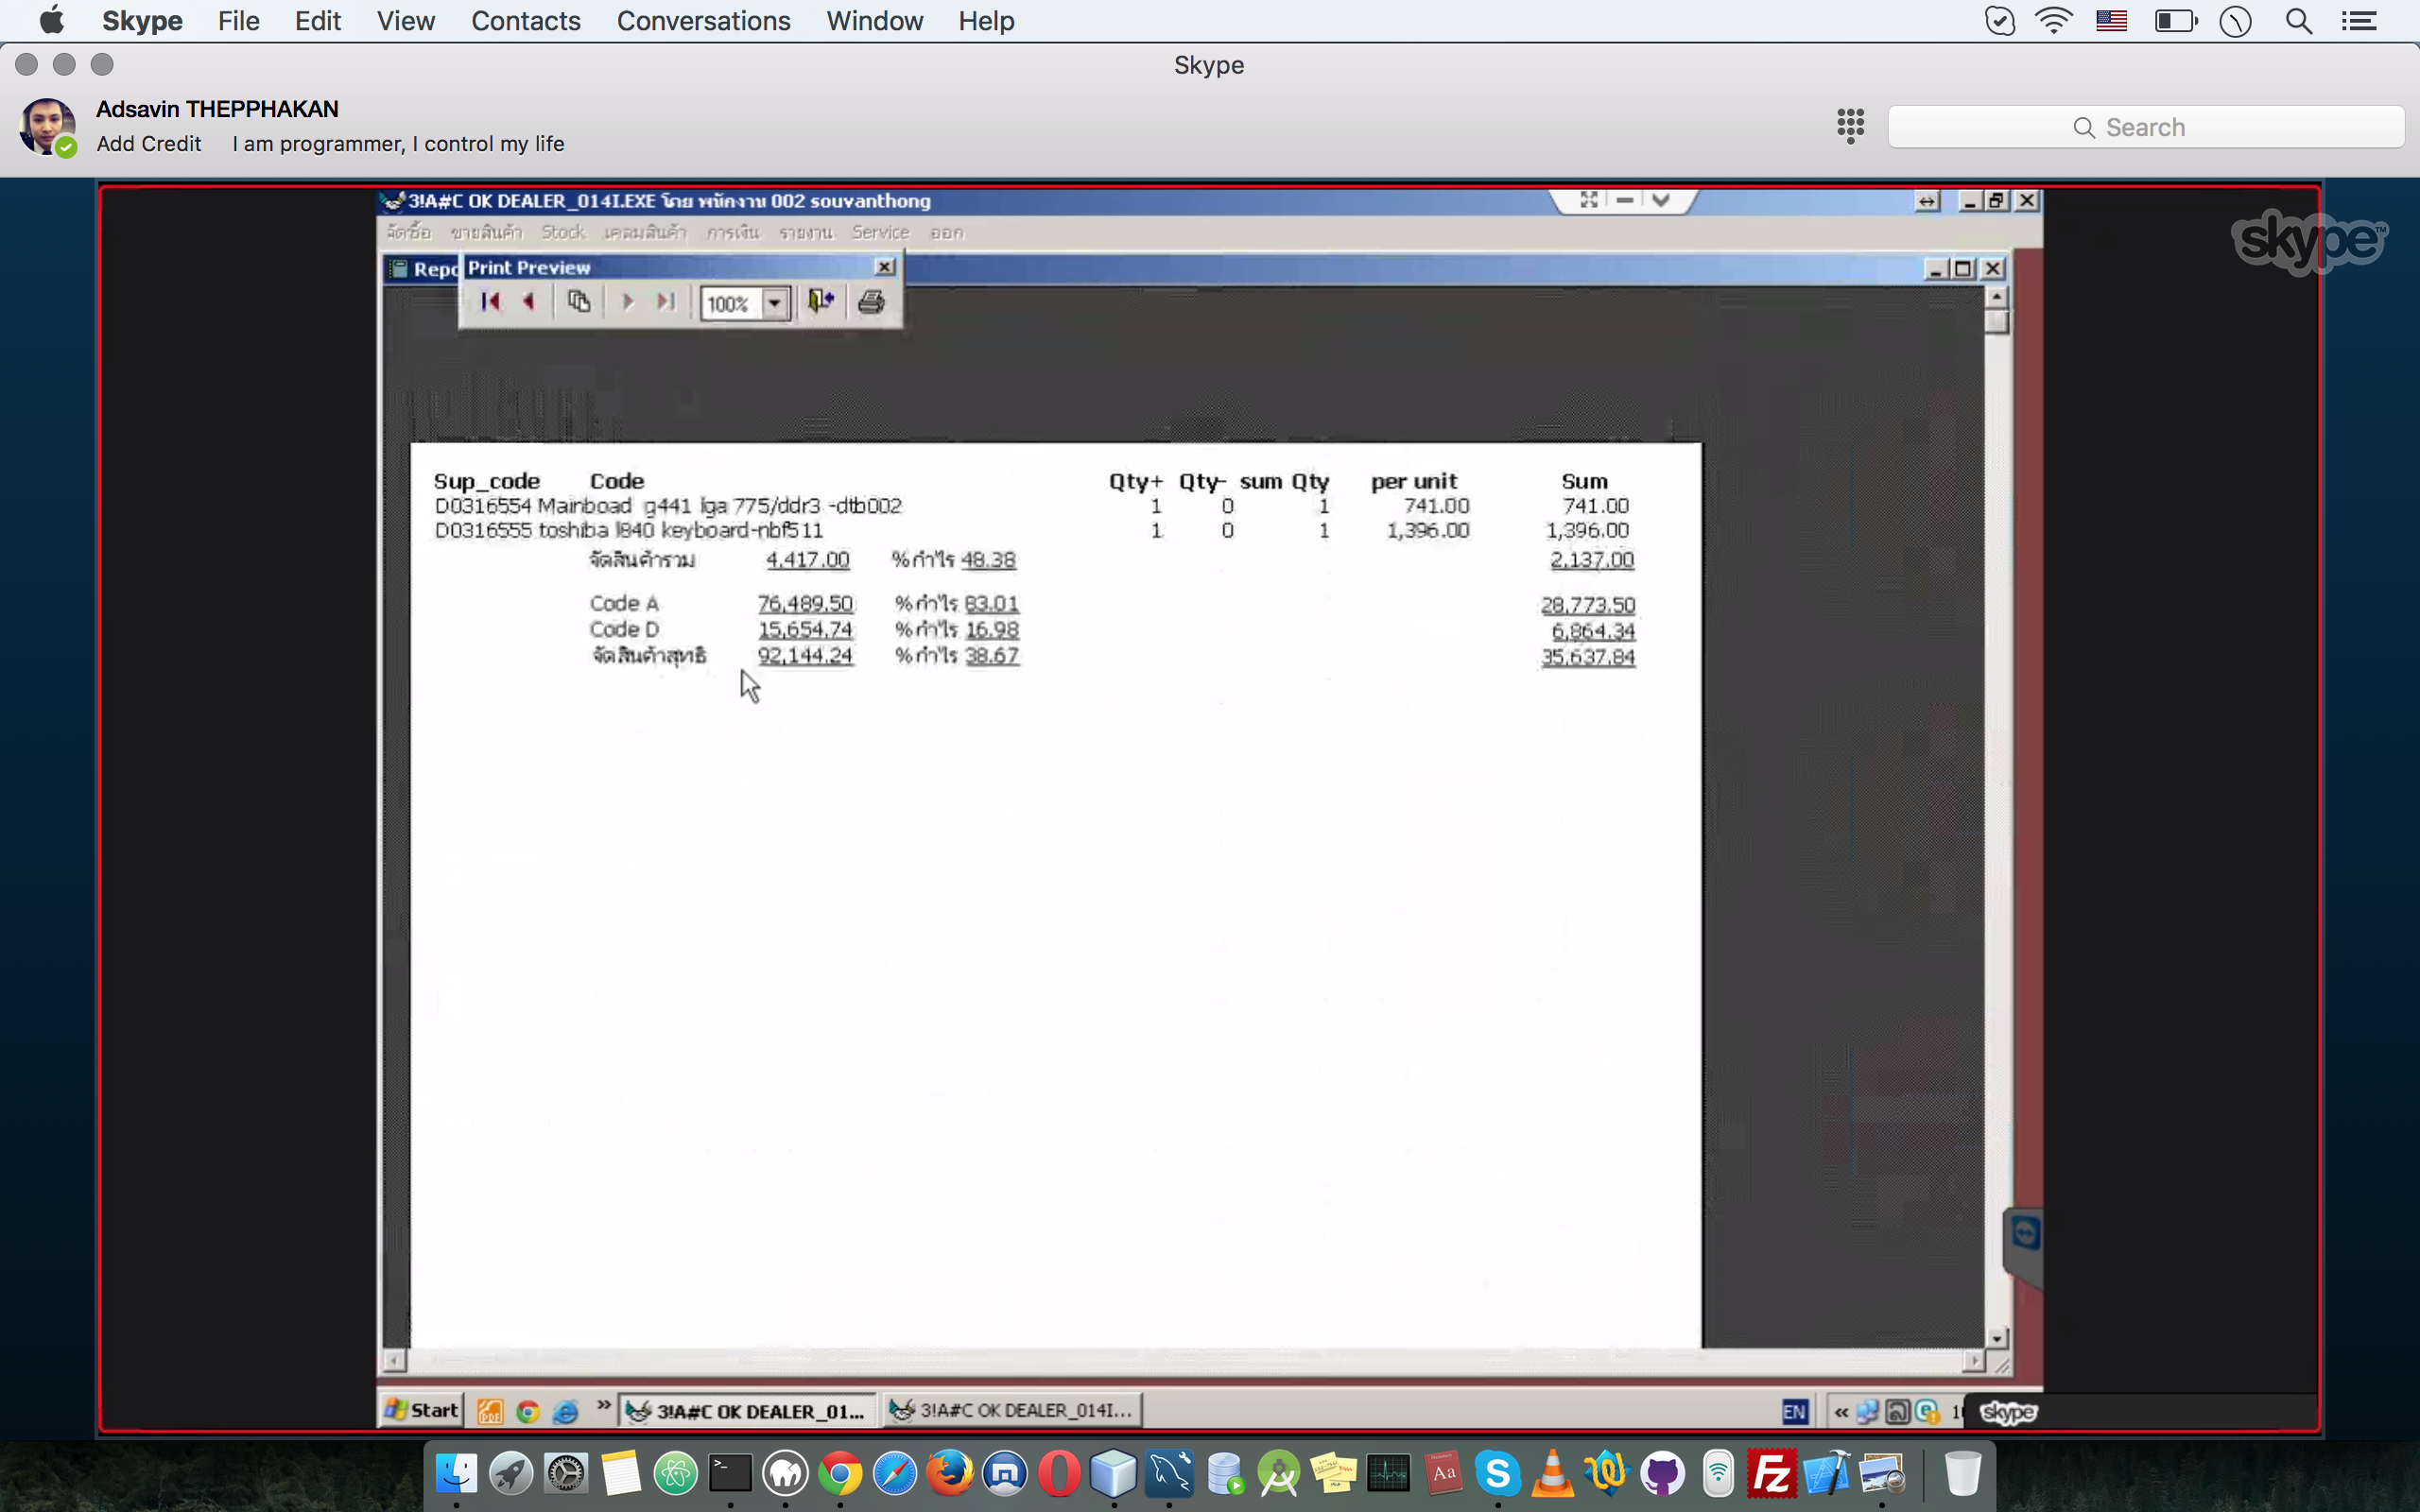 Skype File Edit View Contacts Conversations Window Help
Skype
Adsavin THEPPHAKAN
Add Credit I am programmer, I control my life
Search
3!A#C OK DEALER_014I.EXE โดย พนักงาน 002 souvanthong
skype™
จัดซื้อ ขายสินค้า Stock เคลมสินค้า การเงิน รายงาน Service ออก
Repo Print Preview
100%
Sup_code Code Qty+ Qty- sum Qty per unit Sum
D0316554 Mainboad g441 lga 775/ddr3 -dtb002 1 0 1 741.00 741.00
D0316555 toshiba l840 keyboard-nbf511 1 0 1 1,396.00 1,396.00
จัดสินค้ารวม 4,417.00 %กำไร 48.38 2,137.00
Code A 76,489.50 %กำไร 83.01 28,773.50
Code D 15,654.74 %กำไร 16.98 6,864.34
จัดสินค้าสุทธิ 92,144.24 %กำไร 38.67 35,637.84
Start PDF » 3!A#C OK DEALER_01... 3!A#C OK DEALER_014I... EN « skype
Aa S Fz